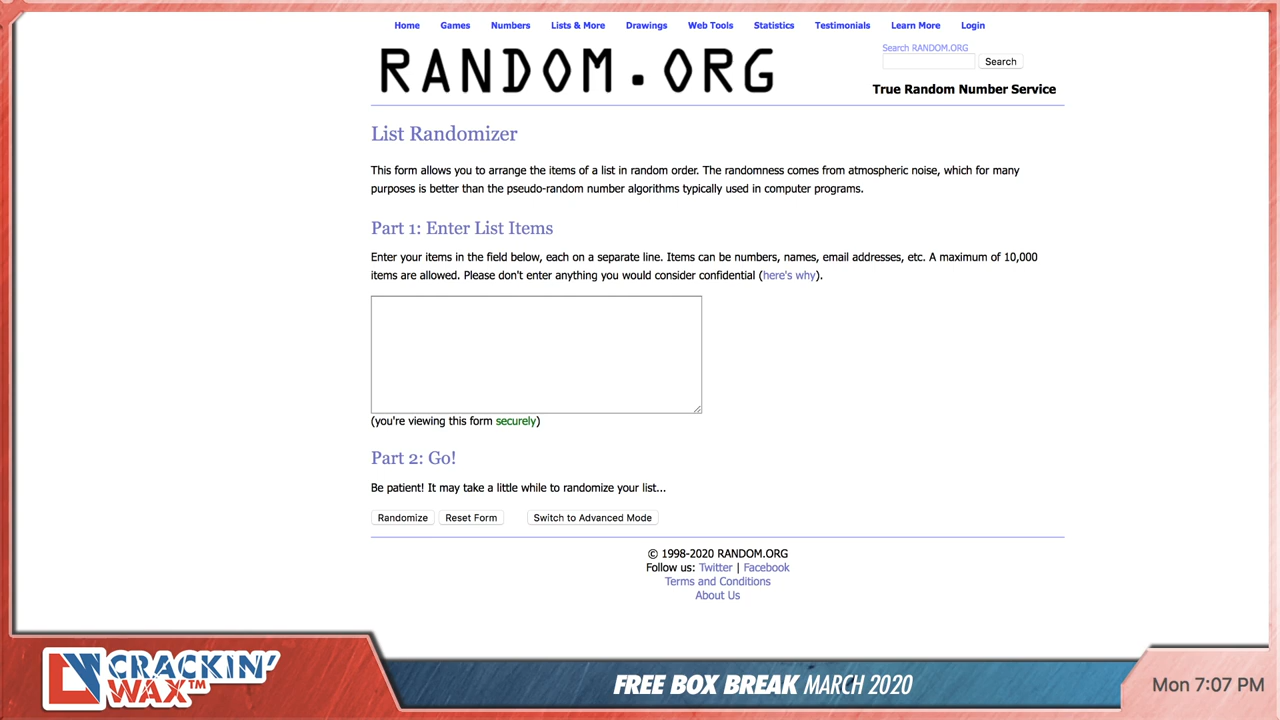 Home Games Numbers Lists & More Drawings Web Tools Statistics Testimonials Learn More Login
RANDOM.ORG
Search RANDOM.ORG
Search
True Random Number Service
List Randomizer
This form allows you to arrange the items of a list in random order. The randomness comes from atmospheric noise, which for many
purposes is better than the pseudo-random number algorithms typically used in computer programs.
Part 1: Enter List Items
Enter your items in the field below, each on a separate line. Items can be numbers, names, email addresses, etc. A maximum of 10,000
items are allowed. Please don't enter anything you would consider confidential (here's why).
(you're viewing this form securely)
Part 2: Go!
Be patient! It may take a little while to randomize your list...
Randomize Reset Form Switch to Advanced Mode
© 1998-2020 RANDOM.ORG
Follow us: Twitter | Facebook
Terms and Conditions
About Us
CRACKIN'
WAX™
FREE BOX BREAK MARCH 2020
Mon 7:07 PM